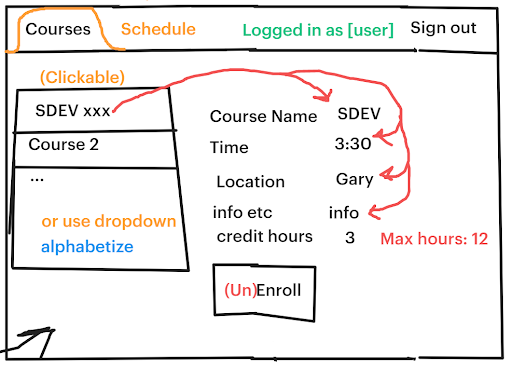 Courses Schedule Logged in as [user] Sign out
(Clickable)
SDEV xxx
Course 2
...
or use dropdown
alphabetize
Course Name SDEV
Time 3:30
Location Gary
info etc info
credit hours 3 Max hours: 12
(Un)Enroll